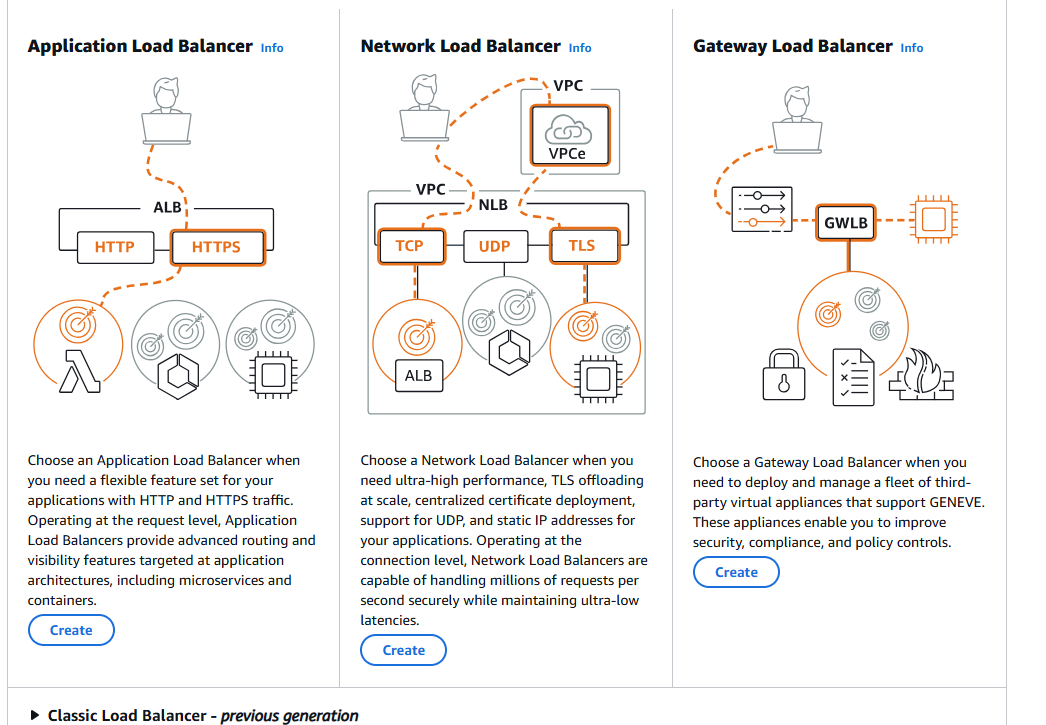 Application Load Balancer Info
ALB
HTTP
HTTPS
Choose an Application Load Balancer when
you need a flexible feature set for your
applications with HTTP and HTTPS traffic.
Operating at the request level, Application
Load Balancers provide advanced routing and
visibility features targeted at application
architectures, including microservices and
containers.
Create
Network Load Balancer Info
VPC
VPCe
VPC
NLB
TCP
UDP
TLS
ALB
Choose a Network Load Balancer when you
need ultra-high performance, TLS offloading
at scale, centralized certificate deployment,
support for UDP, and static IP addresses for
your applications. Operating at the
connection level, Network Load Balancers are
capable of handling millions of requests per
second securely while maintaining ultra-low
latencies.
Create
Gateway Load Balancer Info
GWLB
Choose a Gateway Load Balancer when you
need to deploy and manage a fleet of third-
party virtual appliances that support GENEVE.
These appliances enable you to improve
security, compliance, and policy controls.
Create
Classic Load Balancer - previous generation